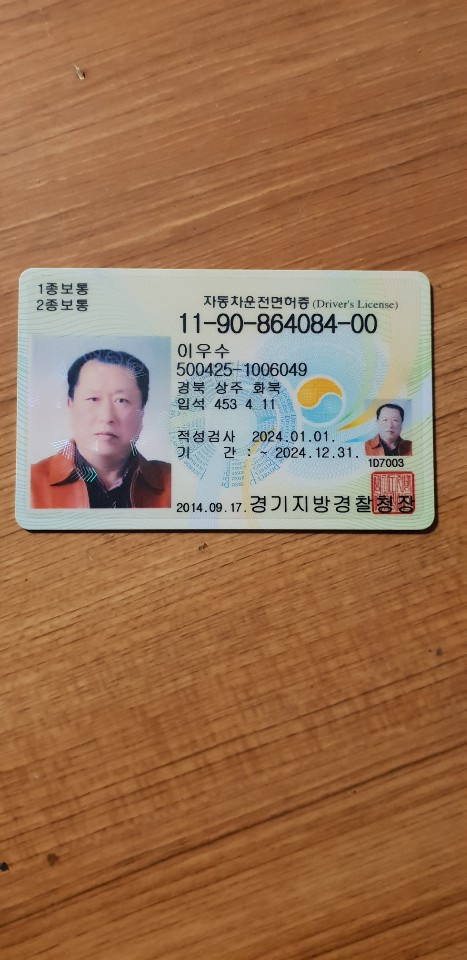 1종보통
2종보통
자동차운전면허증 (Driver's License)
11-90-864084-00
이우수
500425-1006049
경북 상주 화북
입석 453 4 11
적성검사 2024.01.01.
기 간 : ~ 2024.12.31.
1D7003
2014.09.17. 경기지방경찰청장